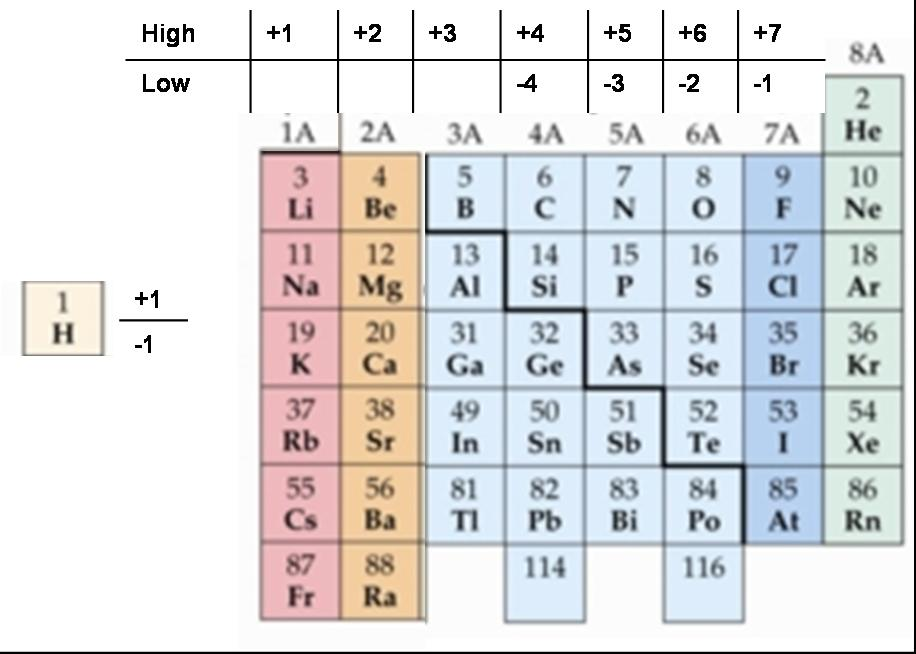 High +1 +2 +3 +4 +5 +6 +7
8A
Low -4 -3 -2 -1
2
He
1A 2A 3A 4A 5A 6A 7A
3 4 5 6 7 8 9 10
Li Be B C N O F Ne
11 12 13 14 15 16 17 18
Na Mg Al Si P S Cl Ar
1 +1
H -1
19 20 31 32 33 34 35 36
K Ca Ga Ge As Se Br Kr
37 38 49 50 51 52 53 54
Rb Sr In Sn Sb Te I Xe
55 56 81 82 83 84 85 86
Cs Ba Tl Pb Bi Po At Rn
87 88 114 116
Fr Ra